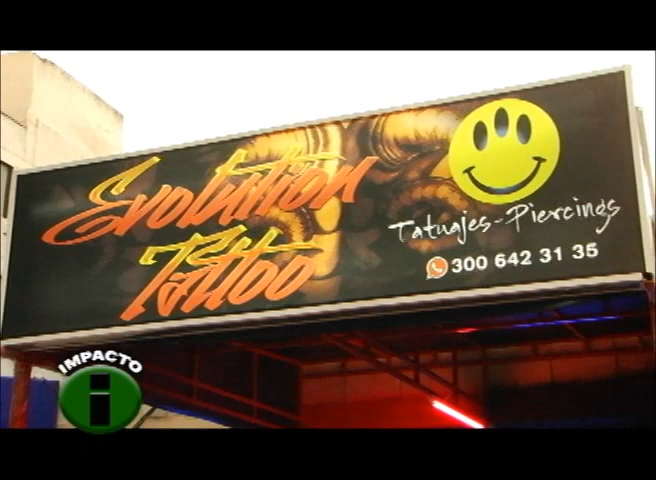 Evolution
Tattoo
Tatuajes-Piercings
300 642 31 35
IMPACTO
i